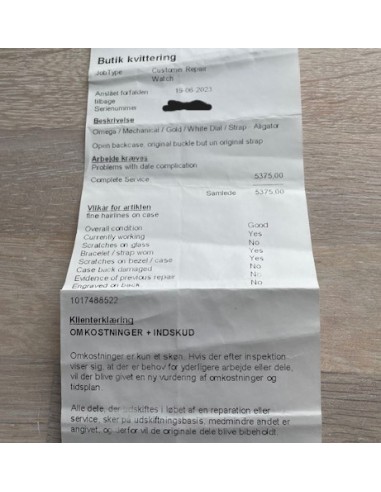 Butik kvittering
JobType Customer Repair
Watch
Anslået forfalden 19-06-2023
tilbage
Serienummer
Beskrivelse
Omega / Mechanical / Gold / White Dial / Strap - Aligator
Open backcase, original buckle but un original strap
Arbejde kræves
Problems with date complication
Complete Service 5375,00
Samlede 5375,00
Vilkår for artiklen
fine hairlines on case
Overall condition Good
Currently working Yes
Scratches on glass No
Bracelet / strap worn Yes
Scratches on bezel / case Yes
Case back damaged No
Evidence of previous repair No
Engraved on back No
1017488522
Klienterklæring
OMKOSTNINGER + INDSKUD
Omkostninger er kun et skøn. Hvis der efter inspektion
viser sig, at der er behov for yderligere arbejde eller dele,
vil der blive givet en ny vurdering af omkostninger og
tidsplan
Alle dele, der udskiftes i løbet af en reparation eller
service, sker på udskiftningsbasis, medmindre andet er
angivet, og derfor vil de originale dele blive bibeholdt.